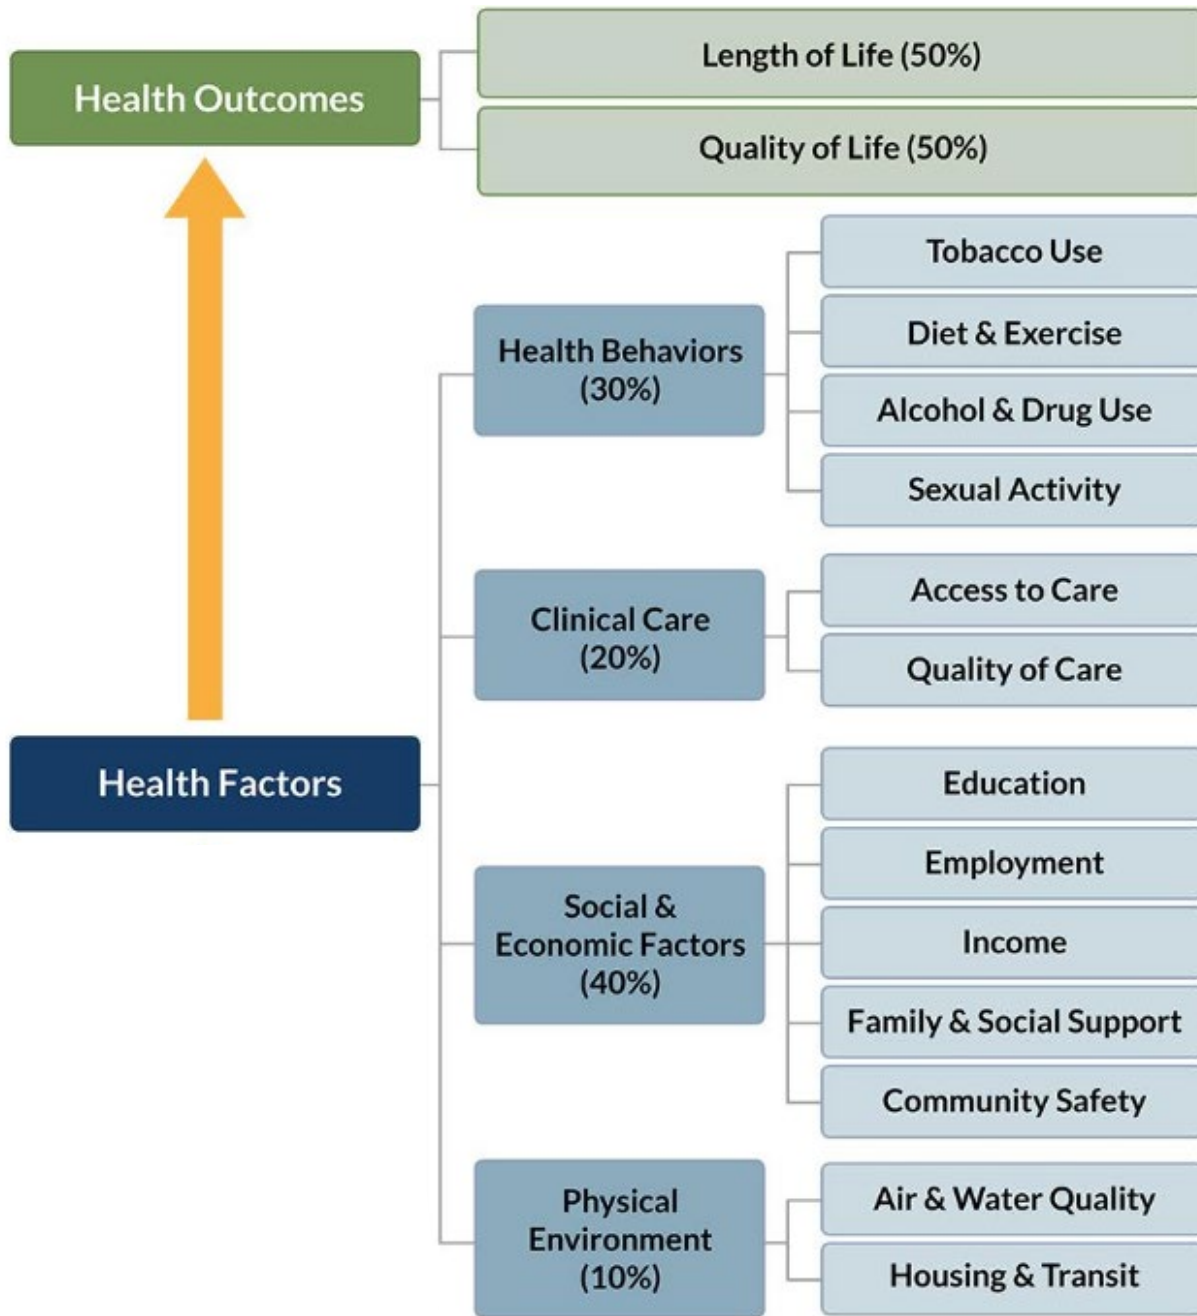 Health Outcomes
Length of Life (50%)
Quality of Life (50%)
Health Factors
Health Behaviors
(30%)
Tobacco Use
Diet & Exercise
Alcohol & Drug Use
Sexual Activity
Clinical Care
(20%)
Access to Care
Quality of Care
Social &
Economic Factors
(40%)
Education
Employment
Income
Family & Social Support
Community Safety
Physical
Environment
(10%)
Air & Water Quality
Housing & Transit